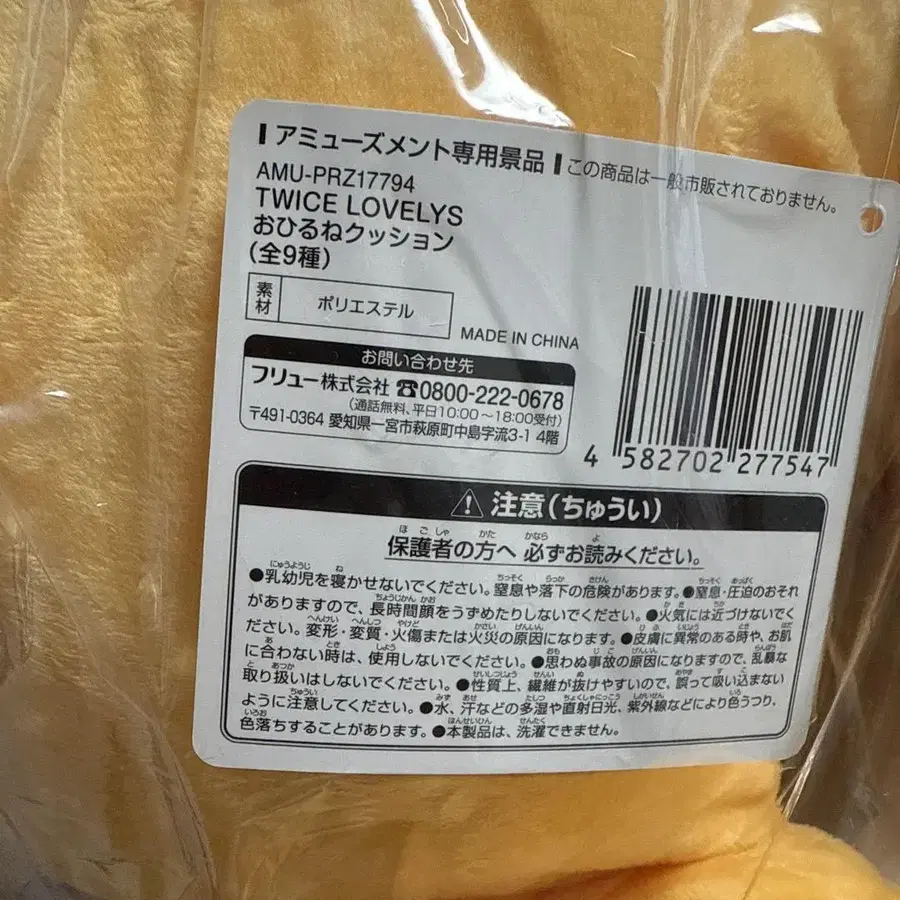 アミューズメント専用景品 この商品は一般市販されておりません。
AMU-PRZ17794
TWICE LOVELYS
おひるねクッション
(全9種)
素材 ポリエステル
MADE IN CHINA
お問い合わせ先
フリュー株式会社 ☎0800-222-0678
(通話無料、平日10:00~18:00受付)
〒491-0364 愛知県一宮市萩原町中島字流3-1 4階
4 582702 277547
⚠ 注意(ちゅうい)
保護者の方へ 必ずお読みください。
●乳幼児を寝かせないでください。窒息や落下の危険があります。●窒息・圧迫のおそれ
がありますので、長時間顔をうずめたりしないでください。●火気には近づけないでく
ださい。変形・変質・火傷または火災の原因になります。●皮膚に異常のある時や、お肌
に合わない時は、使用しないでください。●思わぬ事故の原因になりますので、乱暴な
取り扱いはしないでください。●性質上、繊維が抜けやすいので、誤って吸い込まない
ように注意してください。●水、汗などの多湿や直射日光、紫外線などにより色うつり、
色落ちすることがあります。●本製品は、洗濯できません。